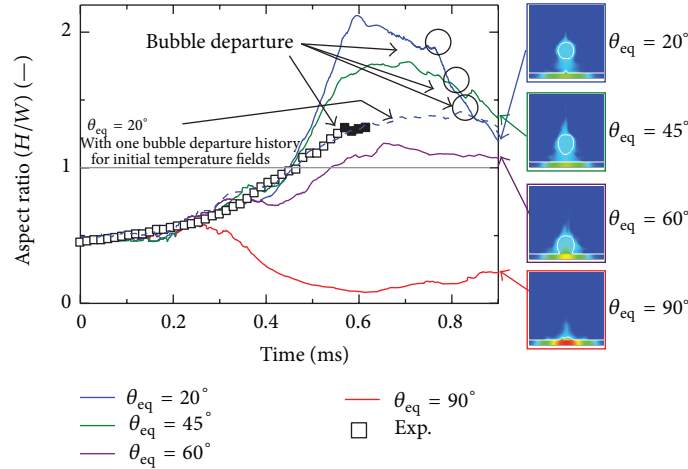 2
Bubble departure
θeq = 20°
θeq = 20°
With one bubble departure history
for initial temperature fields
θeq = 45°
1
θeq = 60°
Aspect ratio (H/W) (—)
θeq = 90°
0
0 0.2 0.4 0.6 0.8
Time (ms)
θeq = 20° θeq = 90°
θeq = 45° Exp.
θeq = 60°